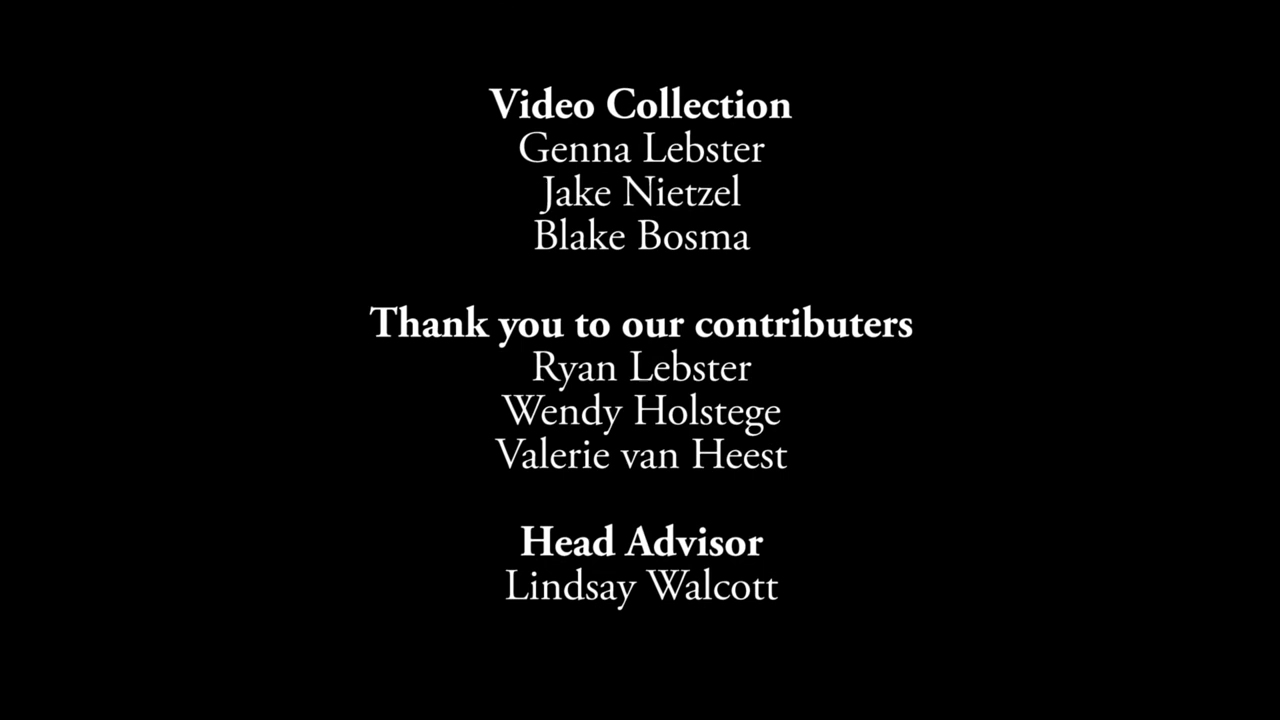 Video Collection
Genna Lebster
Jake Nietzel
Blake Bosma
Thank you to our contributers
Ryan Lebster
Wendy Holstege
Valerie van Heest
Head Advisor
Lindsay Walcott